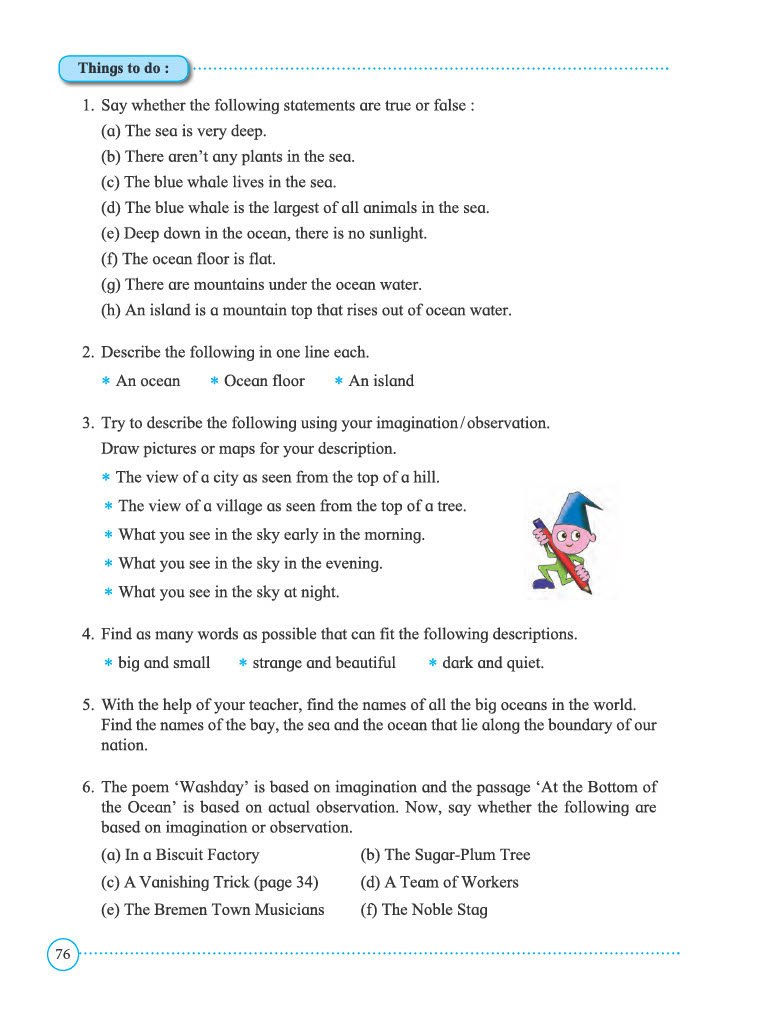 Things to do :
1. Say whether the following statements are true or false :
(a) The sea is very deep.
(b) There aren’t any plants in the sea.
(c) The blue whale lives in the sea.
(d) The blue whale is the largest of all animals in the sea.
(e) Deep down in the ocean, there is no sunlight.
(f) The ocean floor is flat.
(g) There are mountains under the ocean water.
(h) An island is a mountain top that rises out of ocean water.
2. Describe the following in one line each.
* An ocean * Ocean floor * An island
3. Try to describe the following using your imagination/observation.
Draw pictures or maps for your description.
* The view of a city as seen from the top of a hill.
* The view of a village as seen from the top of a tree.
* What you see in the sky early in the morning.
* What you see in the sky in the evening.
* What you see in the sky at night.
4. Find as many words as possible that can fit the following descriptions.
* big and small * strange and beautiful * dark and quiet.
5. With the help of your teacher, find the names of all the big oceans in the world.
Find the names of the bay, the sea and the ocean that lie along the boundary of our
nation.
6. The poem ‘Washday’ is based on imagination and the passage ‘At the Bottom of
the Ocean’ is based on actual observation. Now, say whether the following are
based on imagination or observation.
(a) In a Biscuit Factory (b) The Sugar-Plum Tree
(c) A Vanishing Trick (page 34) (d) A Team of Workers
(e) The Bremen Town Musicians (f) The Noble Stag
76